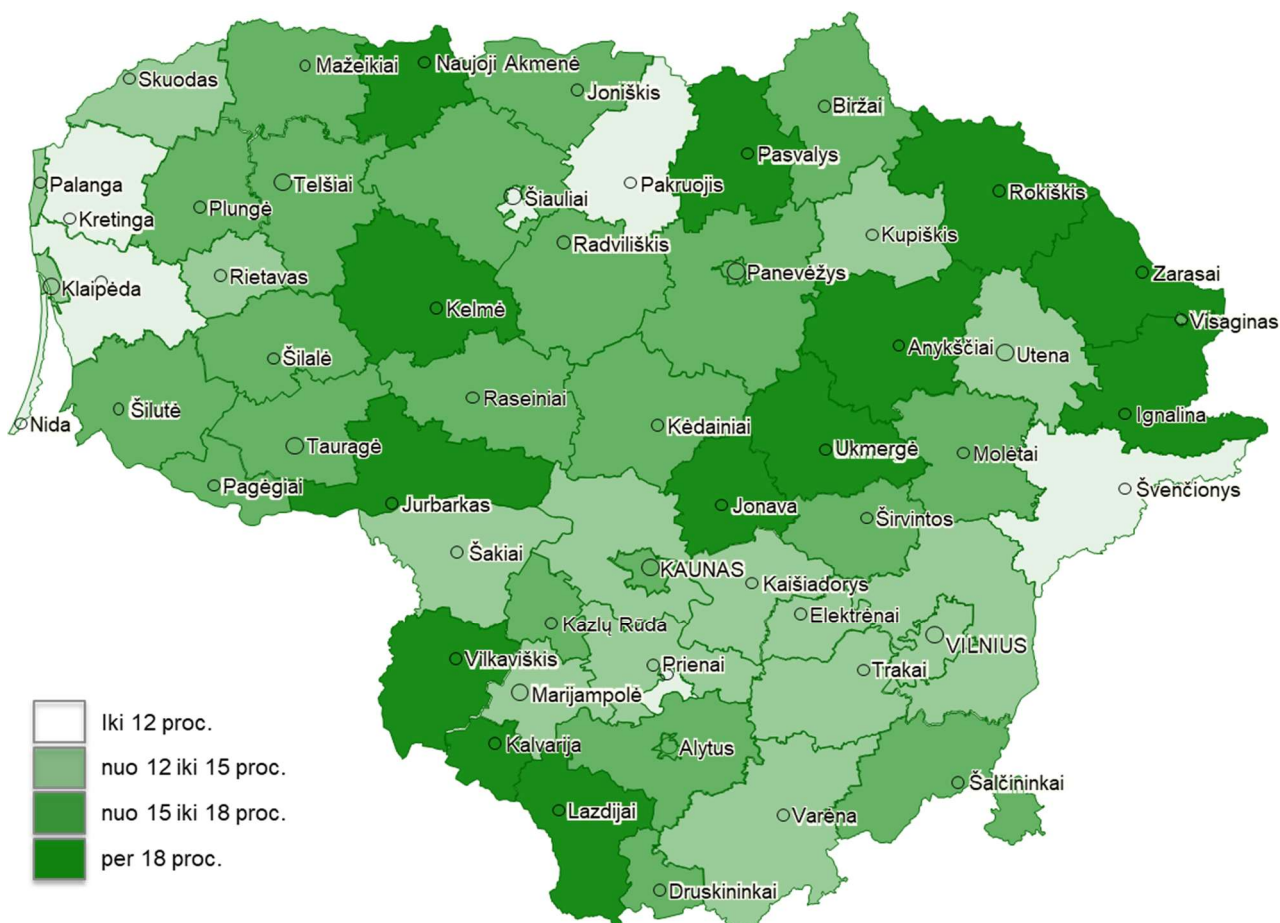 Skuodas
Mažeikiai
Naujoji Akmenė
Joniškis
Biržai
Pasvalys
Palanga
Telšiai
Šiauliai
Pakruojis
Rokiškis
Kretinga
Plungė
Radviliškis
Kupiškis
Klaipėda
Rietavas
Panevėžys
Zarasai
Kelmė
Visaginas
Anykščiai
Utena
Šilalė
Raseiniai
Šilutė
Nida
Kėdainiai
Ignalina
Tauragė
Ukmergė
Molėtai
Pagėgiai
Jurbarkas
Jonava
Švenčionys
Širvintos
Šakiai
KAUNAS
Kaišiadorys
Elektrėnai
Kazlų Rūda
VILNIUS
Vilkaviškis
Prienai
Trakai
Marijampolė
Kalvarija
Alytus
Šalčininkai
Lazdijai
Varėna
Druskininkai
Iki 12 proc.
nuo 12 iki 15 proc.
nuo 15 iki 18 proc.
per 18 proc.